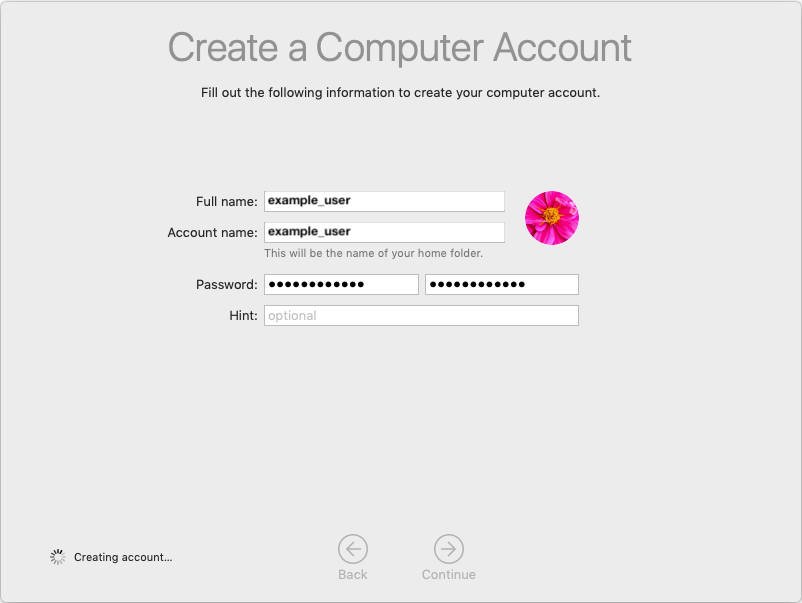 Create a Computer Account
Fill out the following information to create your computer account.
Full name: example_user
Account name: example_user
This will be the name of your home folder.
Password: ●●●●●●●●●●●● ●●●●●●●●●●●●
Hint: optional
Creating account...
Back
Continue